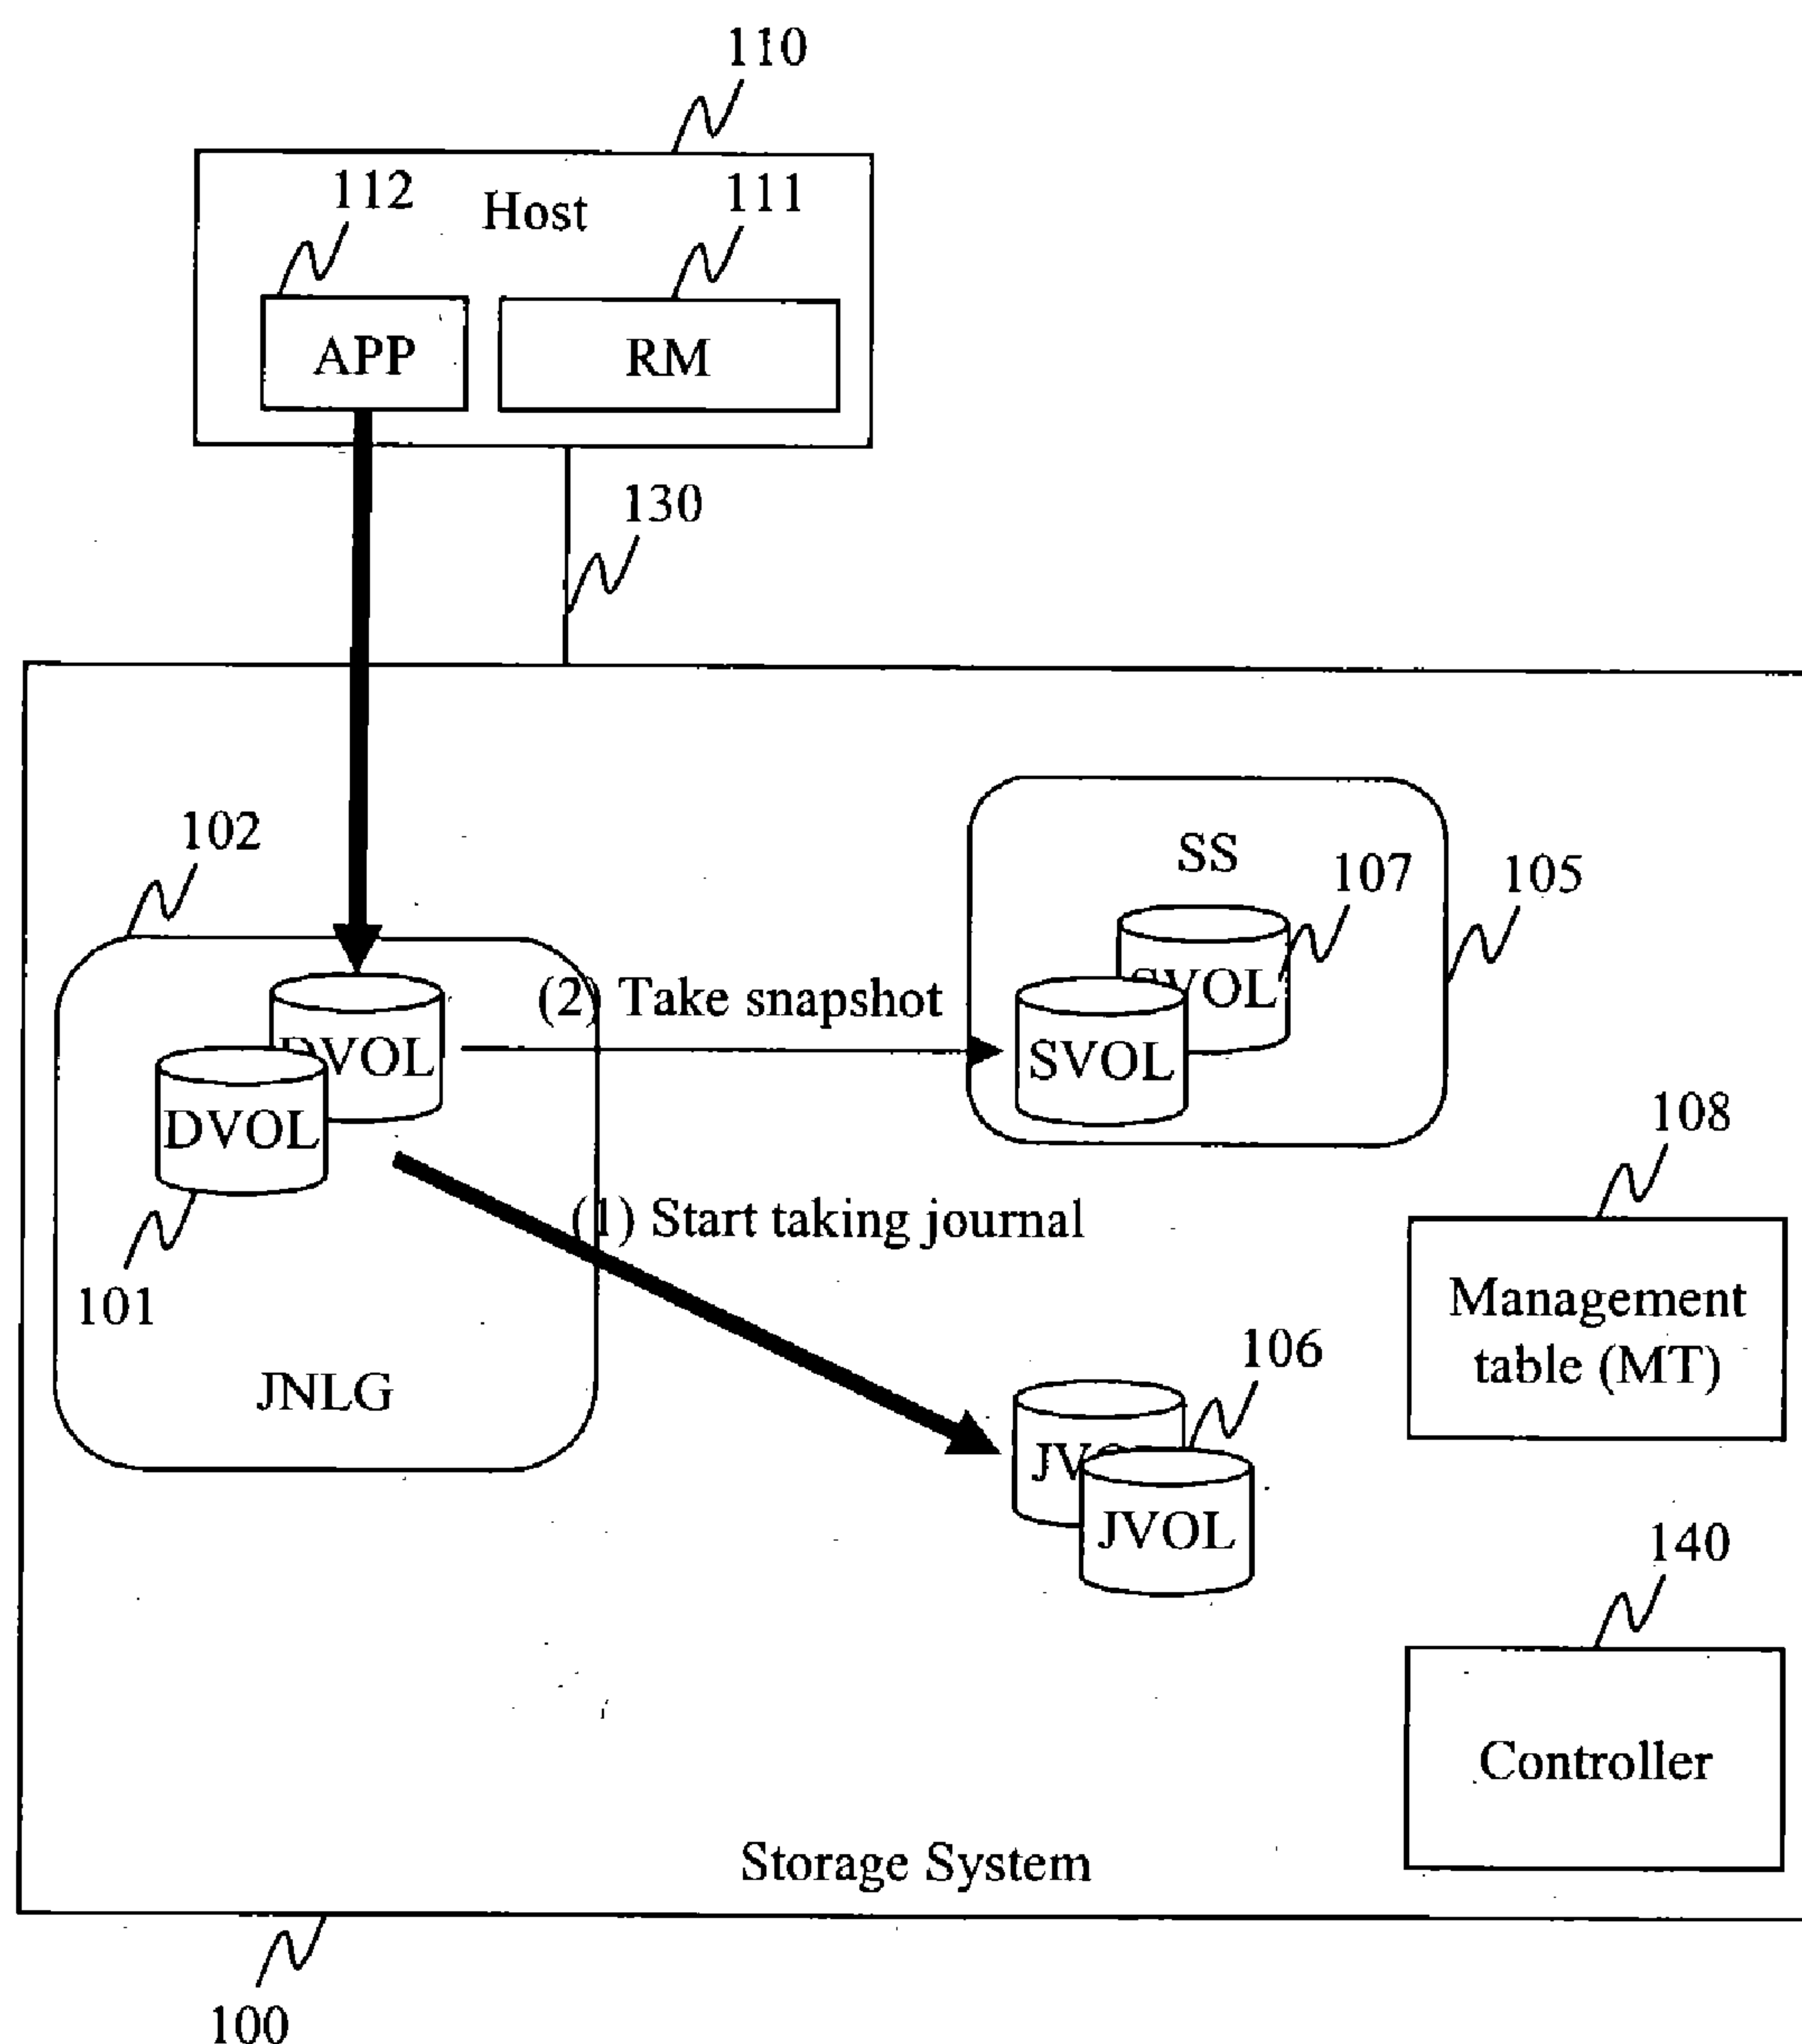 110
112
Host
111
APP
RM
130
102
SS
107
105
(2) Take snapshot
SVOL
DVOL
SVOL
DVOL
108
(1) Start taking journal
101
Management
table (MT)
106
JNLG
JVOL
140
Controller
Storage System
100